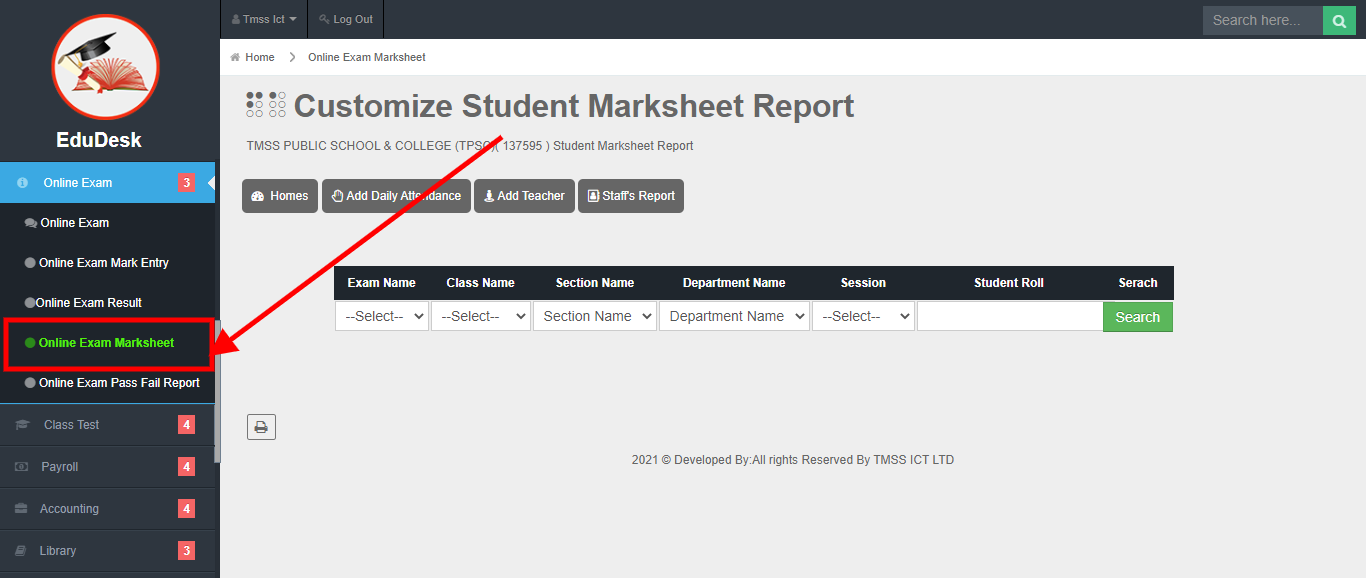 Tmss Ict
Log Out
Search here...
EduDesk
Home
Online Exam Marksheet
Customize Student Marksheet Report
TMSS PUBLIC SCHOOL & COLLEGE (TPSC)( 137595 ) Student Marksheet Report
Homes
Add Daily Attendance
Add Teacher
Staff's Report
Online Exam 3
Online Exam
Online Exam Mark Entry
Online Exam Result
Online Exam Marksheet
Online Exam Pass Fail Report
Class Test 4
Payroll 4
Accounting 4
Library 3
Exam Name Class Name Section Name Department Name Session Student Roll Serach
--Select-- --Select-- Section Name Department Name --Select-- Search
2021 © Developed By:All rights Reserved By TMSS ICT LTD